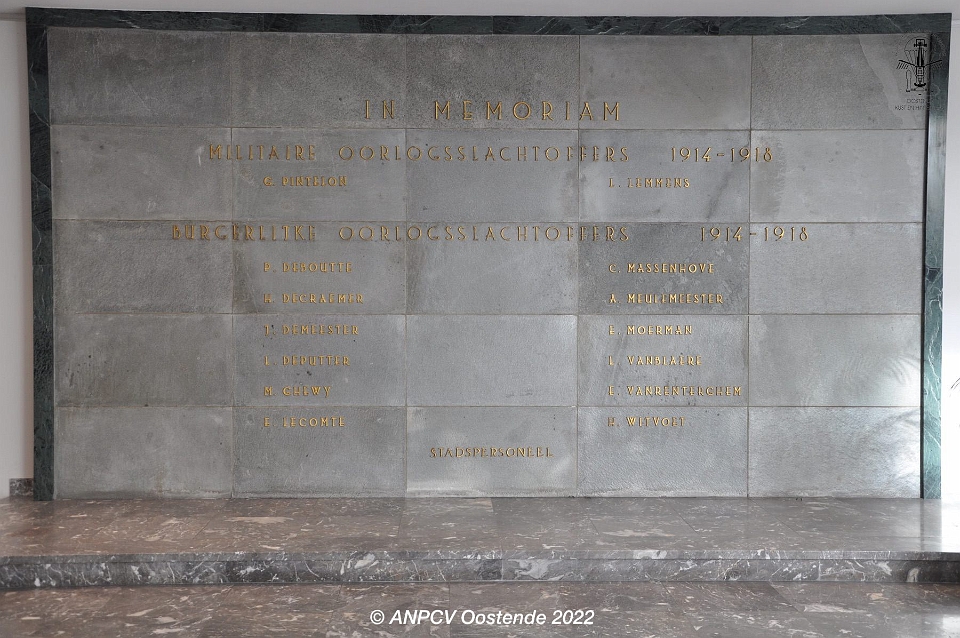 IN MEMORIAM
MILITAIRE OORLOGSSLACHTOFFERS 1914-1918
G. PINTELON L. LEMMENS
BURGERLIJKE OORLOGSSLACHTOFFERS 1914-1918
P. DEBOUTTE C. MASSENHOVE
H. DECRAEMER A. MEULEMEESTER
T. DEMEESTER E. MOERMAN
L. DEPUTTER L. VANBLAERE
M. GHEWY E. VANRENTERGHEM
E. LECOMTE H. WITVOET
STADSPERSONEEL
© ANPCV Oostende 2022